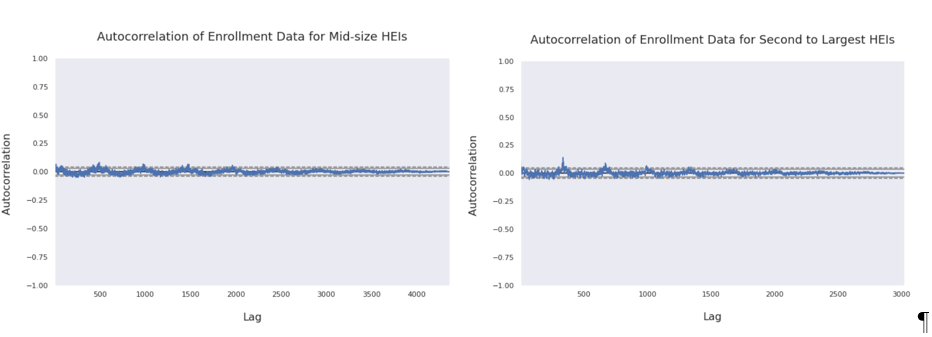 Autocorrelation of Enrollment Data for Mid-size HEIs
1.00
0.75
0.50
0.25
0.00
−0.25
−0.50
−0.75
−1.00
Autocorrelation
500 1000 1500 2000 2500 3000 3500 4000
Lag
Autocorrelation of Enrollment Data for Second to Largest HEIs
1.00
0.75
0.50
0.25
0.00
−0.25
−0.50
−0.75
−1.00
Autocorrelation
500 1000 1500 2000 2500 3000
Lag
¶